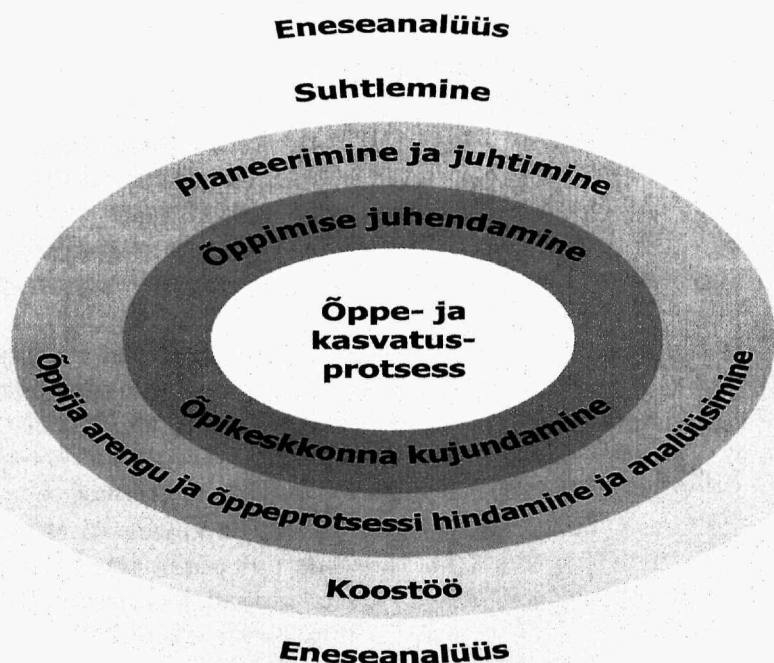 Eneseanalüüs
Suhtlemine
Planeerimine ja juhtimine
Õppimise juhendamine
Õppe- ja
kasvatus-
protsess
Õpikeskkonna kujundamine
Õppija arengu ja õppeprotsessi hindamine ja analüüsimine
Koostöö
Eneseanalüüs